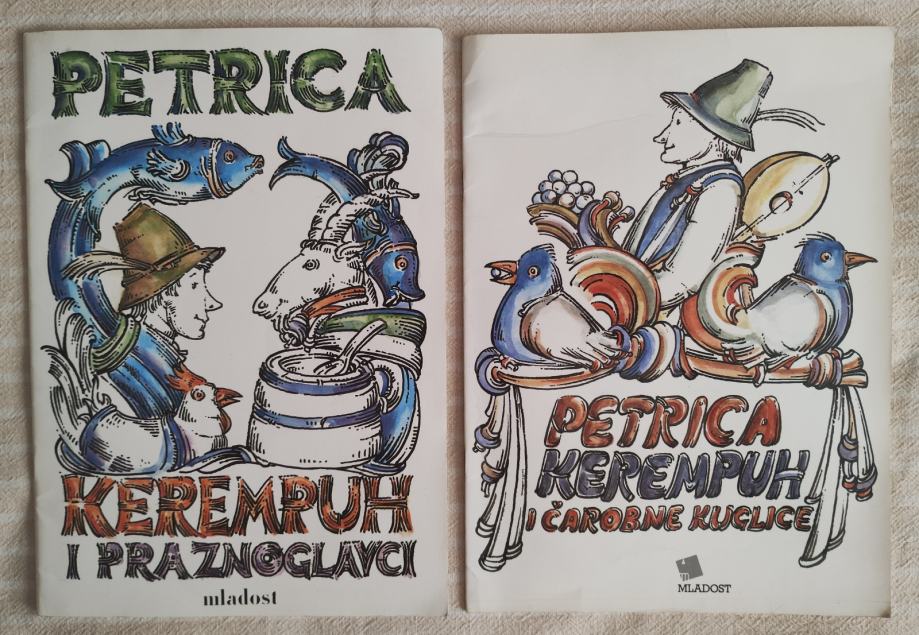 PETRICA
KEREMPUH
I PRAZNOGLAVCI
mladost
PETRICA
KEREMPUH
I ČAROBNE KUGLICE
MLADOST